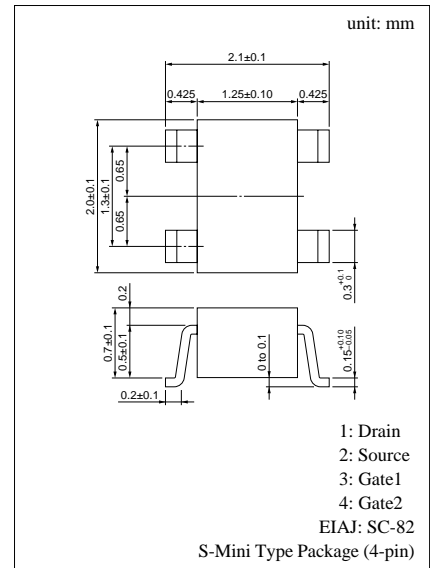 unit: mm
2.1±0.1
0.425
1.25±0.10
0.425
2.0±0.1
1.3±0.1
0.65
0.65
0.3 +0.1 0
0.2
0.7±0.1
0.5±0.1
0 to 0.1
0.15 +0.10 –0.05
0.2±0.1
1: Drain
2: Source
3: Gate1
4: Gate2
EIAJ: SC-82
S-Mini Type Package (4-pin)